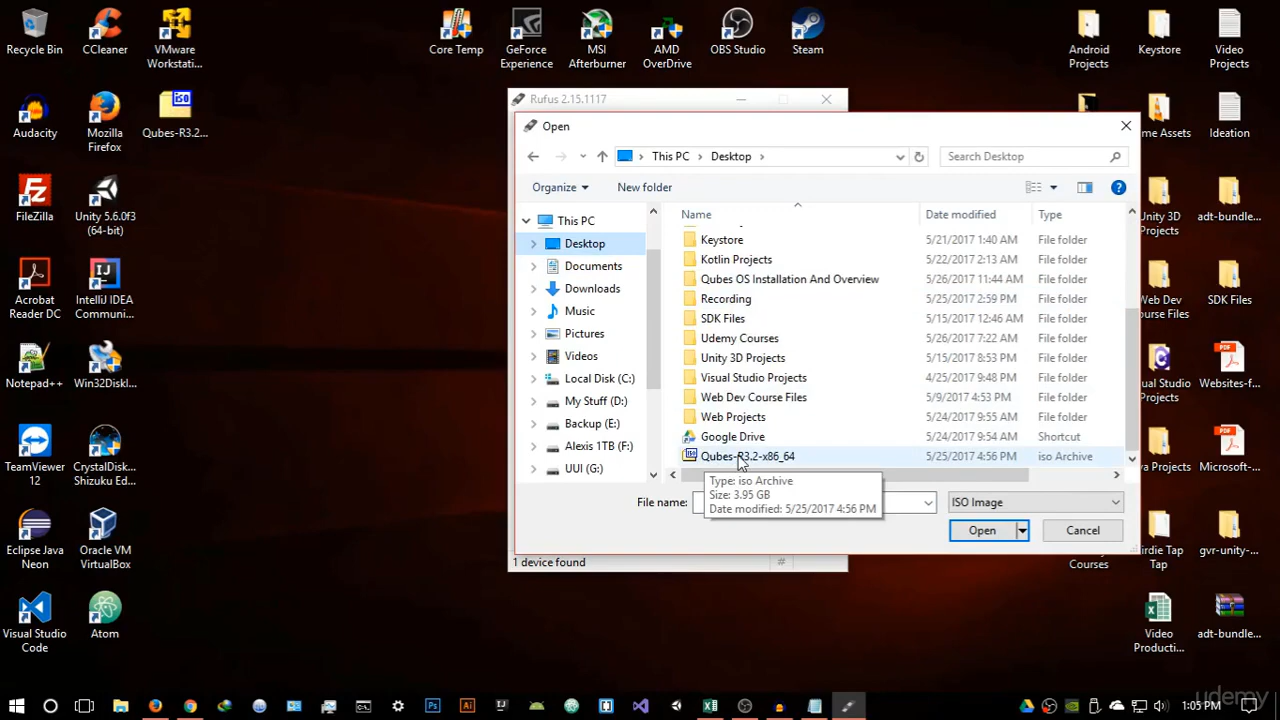 Recycle Bin
CCleaner
VMware
Workstati...
Core Temp
GeForce
Experience
MSI
Afterburner
AMD
OverDrive
OBS Studio
Steam
Android
Projects
Keystore
Video
Projects
Audacity
Mozilla
Firefox
Qubes-R3.2...
ISO
Rufus 2.15.1117
Open
This PC
Desktop
Search Desktop
Organize
New folder
Name
Date modified
Type
This PC
Desktop
Documents
Downloads
Music
Pictures
Videos
Local Disk (C:)
My Stuff (D:)
Backup (E:)
Alexis 1TB (F:)
UUI (G:)
Keystore 5/21/2017 1:40 AM File folder
Kotlin Projects 5/22/2017 2:13 AM File folder
Qubes OS Installation And Overview 5/26/2017 11:44 AM File folder
Recording 5/25/2017 2:59 PM File folder
SDK Files 5/15/2017 12:46 AM File folder
Udemy Courses 5/26/2017 7:22 AM File folder
Unity 3D Projects 5/15/2017 8:53 PM File folder
Visual Studio Projects 4/25/2017 9:48 PM File folder
Web Dev Course Files 5/9/2017 4:53 PM File folder
Web Projects 5/24/2017 9:55 AM File folder
Google Drive 5/24/2017 9:54 AM Shortcut
Qubes-R3.2-x86_64 5/25/2017 4:56 PM iso Archive
Type: iso Archive
Size: 3.95 GB
Date modified: 5/25/2017 4:56 PM
File name:
ISO Image
Open
Cancel
1 device found
me Assets
Ideation
FileZilla
Unity 5.6.0f3
(64-bit)
Unity 3D
Projects
adt-bundle...
Acrobat
Reader DC
IntelliJ IDEA
Communi...
Web Dev
ourse Files
SDK Files
Notepad++
Win32DiskI...
sual Studio
Projects
Websites-f...
TeamViewer
12
CrystalDisk...
Shizuku Ed...
a Projects
Microsoft-...
Eclipse Java
Neon
Oracle VM
VirtualBox
Courses
irdie Tap
Tap
gvr-unity-...
Visual Studio
Code
Atom
Video
Producti...
adt-bundle...
1:05 PM
udemy